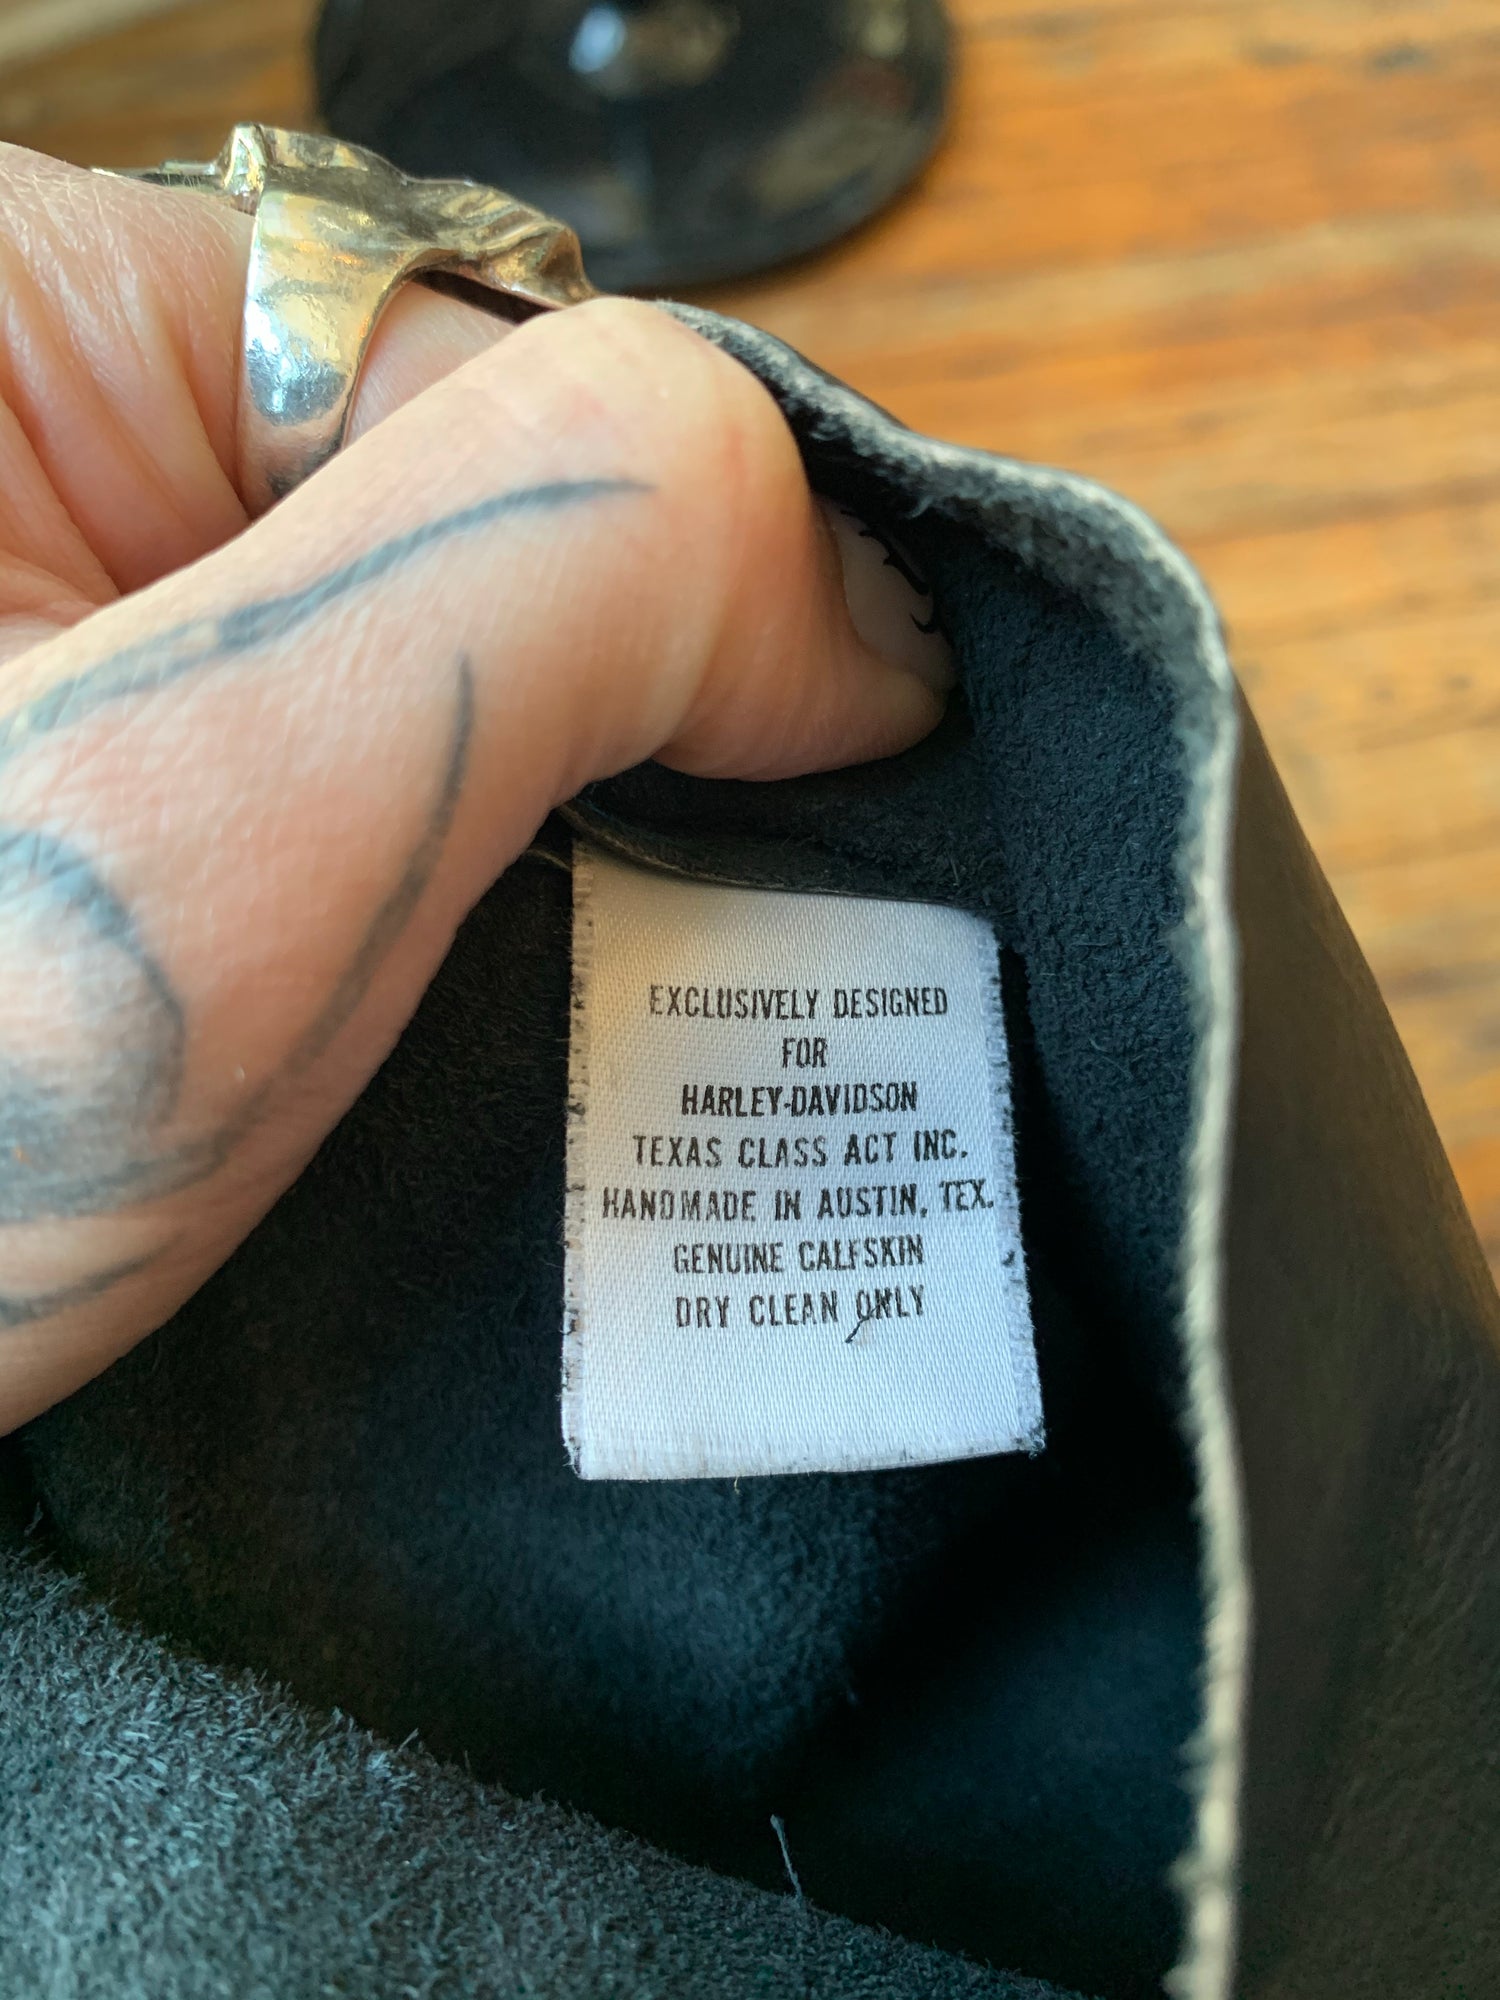 EXCLUSIVELY DESIGNED
FOR
HARLEY-DAVIDSON
TEXAS CLASS ACT INC.
HANDMADE IN AUSTIN, TEX.
GENUINE CALFSKIN
DRY CLEAN ONLY